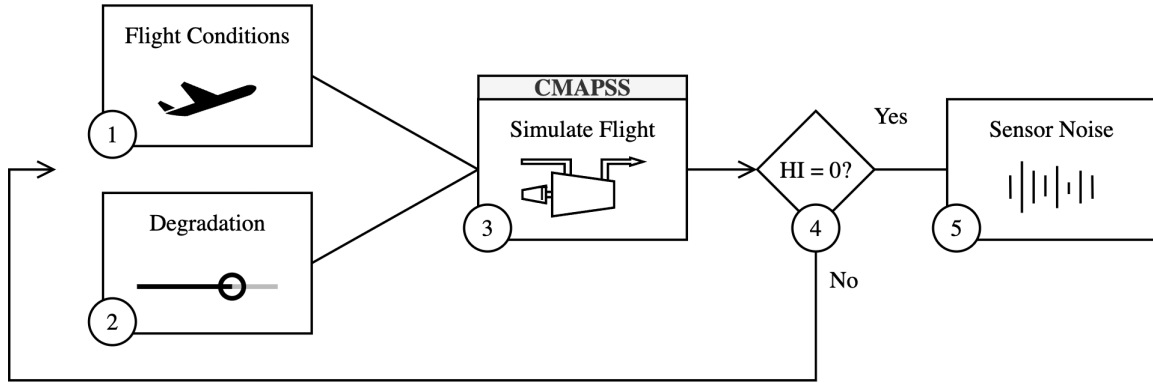 Flight Conditions
1
Degradation
2
CMAPSS
Simulate Flight
3
HI = 0?
4
Yes
No
Sensor Noise
5